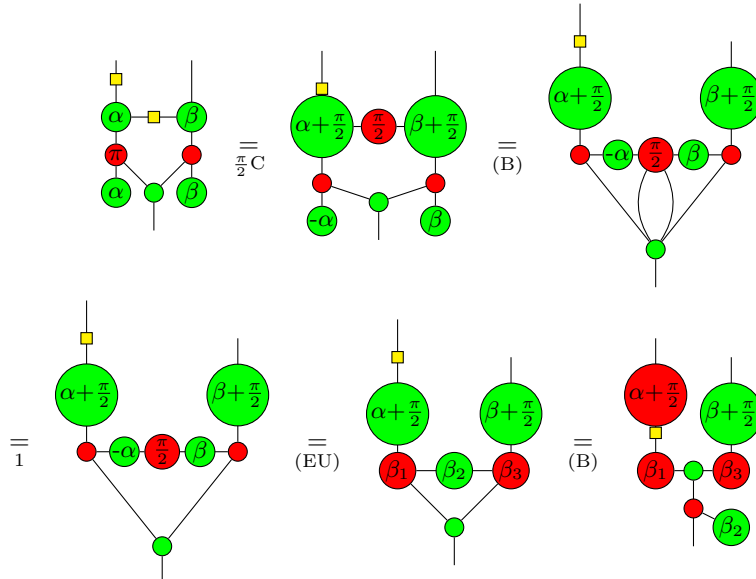 α β
π
α β
= π/2 C
α+π/2 π/2 β+π/2
-α β
= (B)
α+π/2 β+π/2
-α π/2 β
= 1
α+π/2 β+π/2
-α π/2 β
= (EU)
α+π/2 β+π/2
β₁ β₂ β₃
= (B)
α+π/2 β+π/2
β₁ β₃
β₂